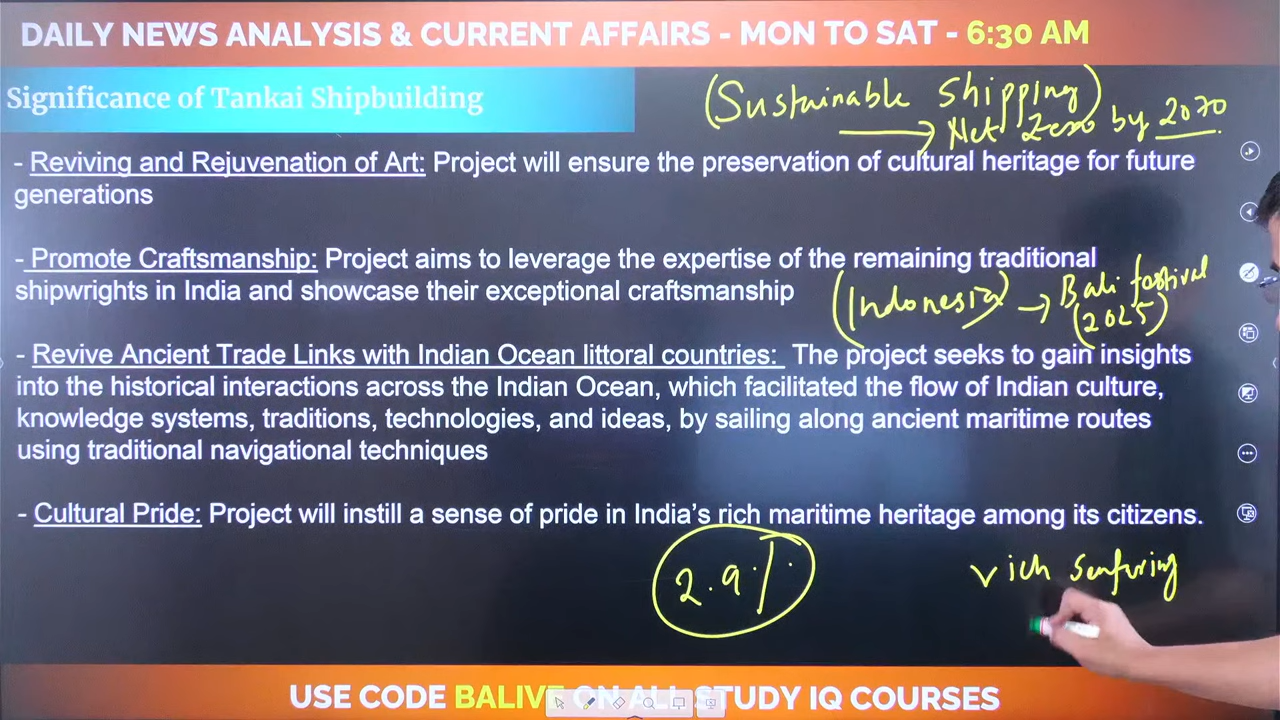 DAILY NEWS ANALYSIS & CURRENT AFFAIRS - MON TO SAT - 6:30 AM
Significance of Tankai Shipbuilding
(Sustainable Shipping)
→ Net Zero by 2070
- Reviving and Rejuvenation of Art: Project will ensure the preservation of cultural heritage for future
generations
- Promote Craftsmanship: Project aims to leverage the expertise of the remaining traditional
shipwrights in India and showcase their exceptional craftsmanship
(Indonesia) → Bali festival
(2025)
- Revive Ancient Trade Links with Indian Ocean littoral countries: The project seeks to gain insights
into the historical interactions across the Indian Ocean, which facilitated the flow of Indian culture,
knowledge systems, traditions, technologies, and ideas, by sailing along ancient maritime routes
using traditional navigational techniques
- Cultural Pride: Project will instill a sense of pride in India's rich maritime heritage among its citizens.
2.9%
rich
USE CODE BALIVE ON ALL STUDY IQ COURSES